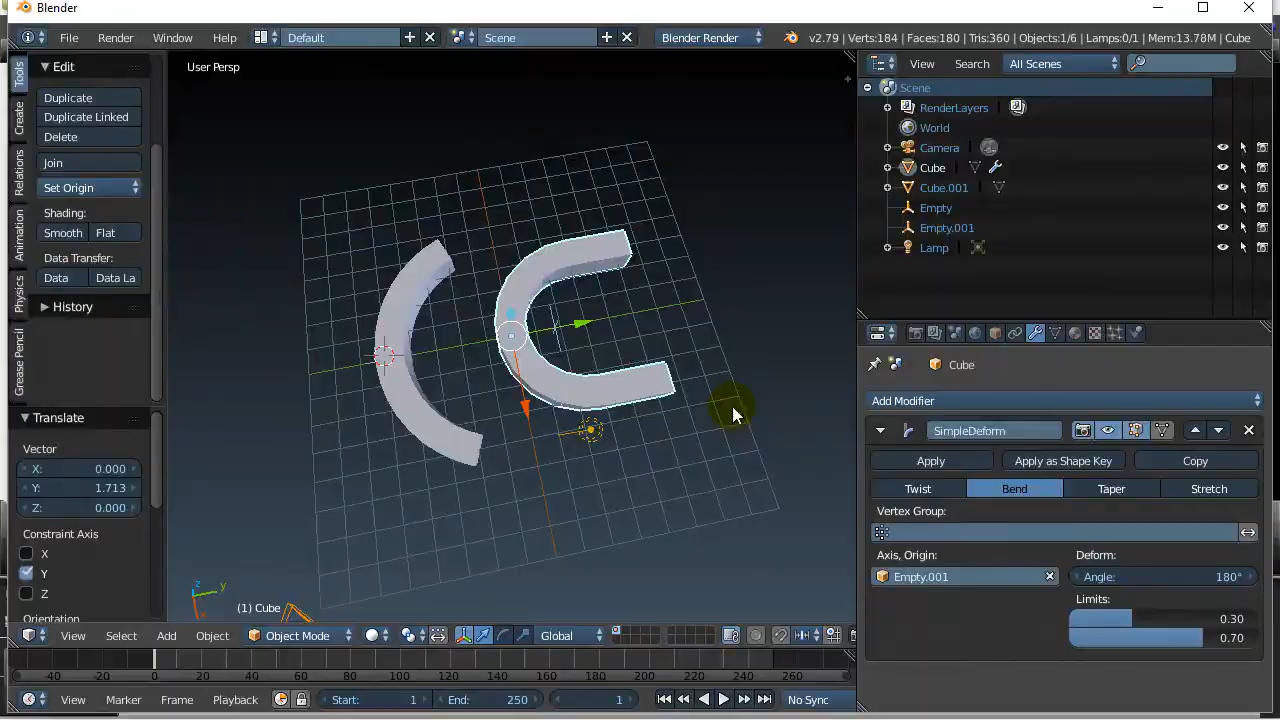 Blender
File Render Window Help Default Scene Blender Render v2.79 | Verts:184 | Faces:180 | Tris:360 | Objects:1/6 | Lamps:0/1 | Mem:13.78M | Cube
Tools
Create
Relations
Animation
Physics
Grease Pencil
Edit
Duplicate
Duplicate Linked
Delete
Join
Set Origin
Shading:
Smooth Flat
Data Transfer:
Data Data La
History
Translate
Vector
X: 0.000
Y: 1.713
Z: 0.000
Constraint Axis
X
Y
Z
Orientation
User Persp
z
y
x
(1) Cube
View Select Add Object Object Mode Global
-40 -20 0 20 40 60 80 100 120 140 160 180 200 220 240 260
View Marker Frame Playback Start: 1 End: 250 1 No Sync
View Search All Scenes
Scene
RenderLayers
World
Camera
Cube
Cube.001
Empty
Empty.001
Lamp
Cube
Add Modifier
SimpleDeform
Apply Apply as Shape Key Copy
Twist Bend Taper Stretch
Vertex Group:
Axis, Origin: Deform:
Empty.001 Angle: 180°
Limits:
0.30
0.70